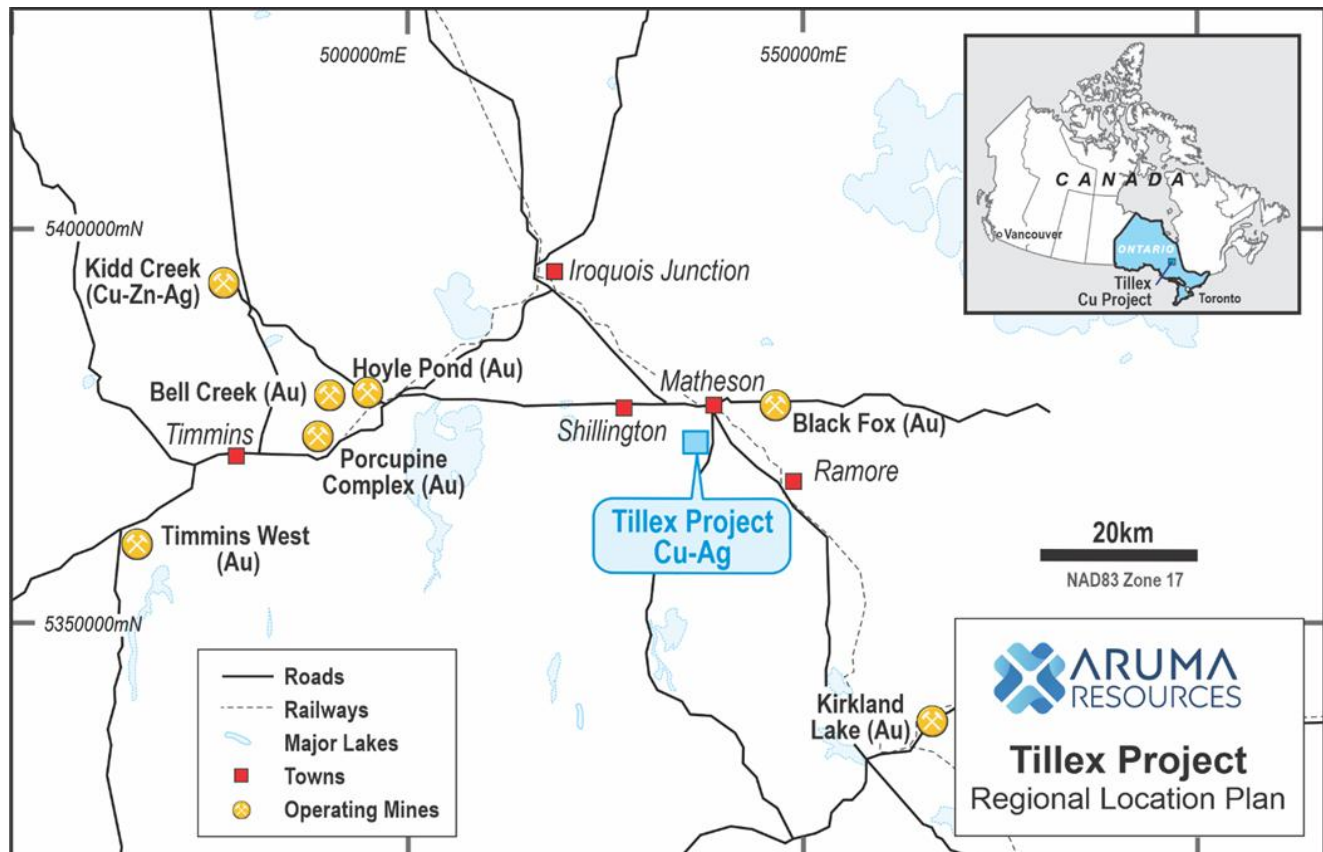 500000mE
550000mE
5400000mN
Kidd Creek
(Cu-Zn-Ag)
Iroquois Junction
Hoyle Pond (Au)
Bell Creek (Au)
Matheson
Timmins
Shillington
Black Fox (Au)
Porcupine
Complex (Au)
Ramore
Tillex Project
Cu-Ag
Timmins West
(Au)
20km
NAD83 Zone 17
5350000mN
Kirkland
Lake (Au)
CANADA
Vancouver
ONTARIO
Tillex
Cu Project
Toronto
Roads
Railways
Major Lakes
Towns
Operating Mines
ARUMA
RESOURCES
Tillex Project
Regional Location Plan